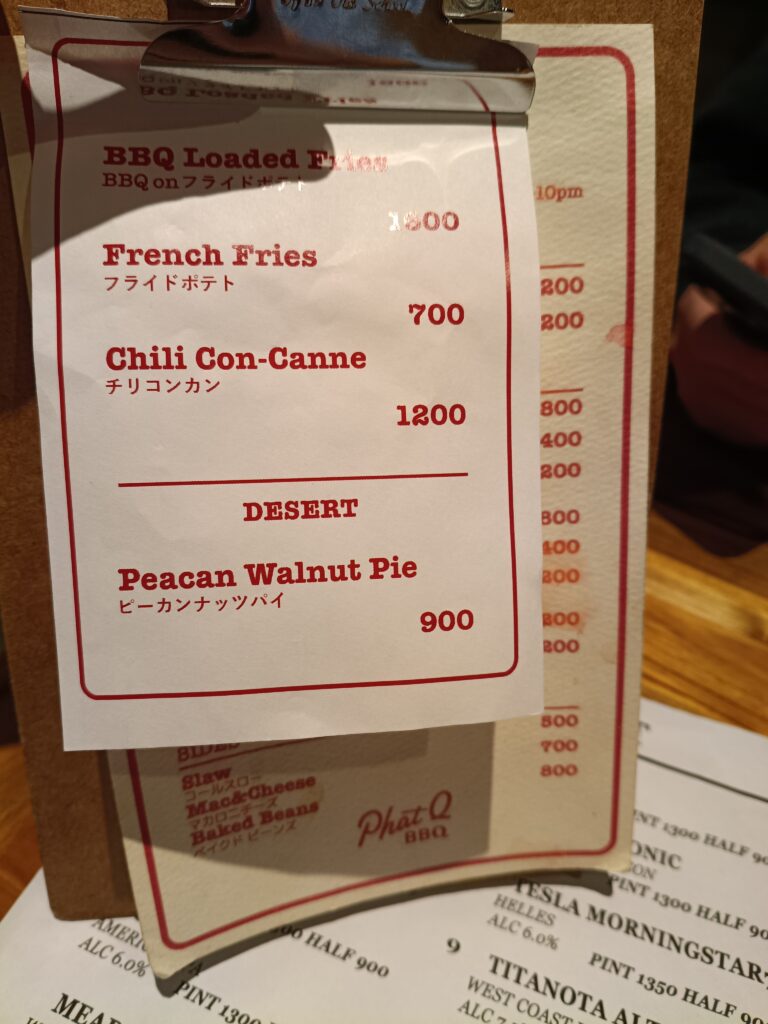 BBQ Loaded Fries
BBQ on フライドポテト
French Fries
フライドポテト
700
Chili Con-Canne
チリコンカン
1200
DESERT
Peacan Walnut Pie
ピーカンナッツパイ
900
10pm
200
200
800
400
200
800
400
200
200
200
500
700
800
SIDES
Slaw
コールスロー
Mac&Cheese
マカロニチーズ
Baked Beans
ベイクド ビーンズ
Phat Q
BBQ
HALF 900
ALC 6.0%
PINT 1300
PINT 1300 HALF
ONIC
PINT 1300 HALF 90
TESLA MORNINGSTAR
HELLES
ALC 6.0%
PINT 1350 HALF
9 TITANOTA
WEST COAST